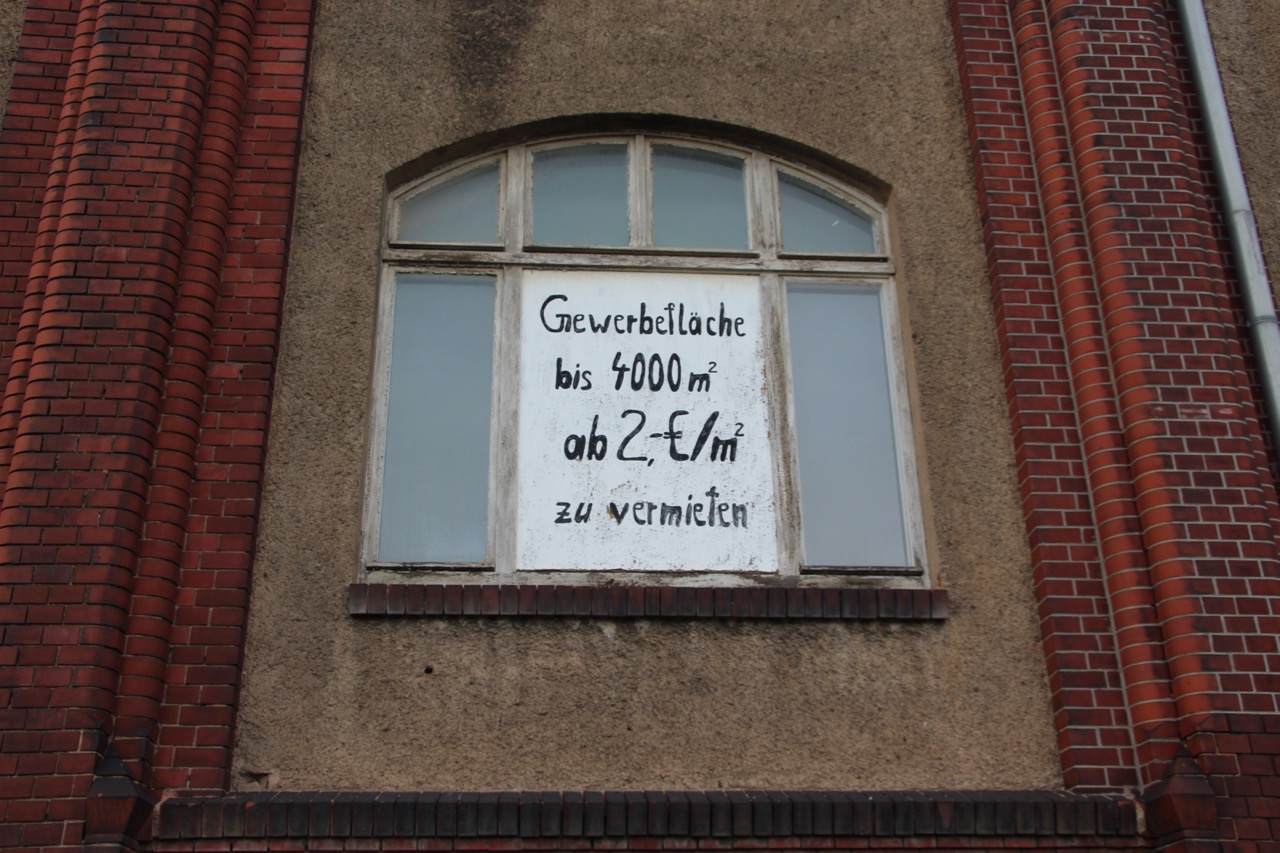 Gewerbefläche
bis 4000 m²
ab 2,-€/m²
zu vermieten